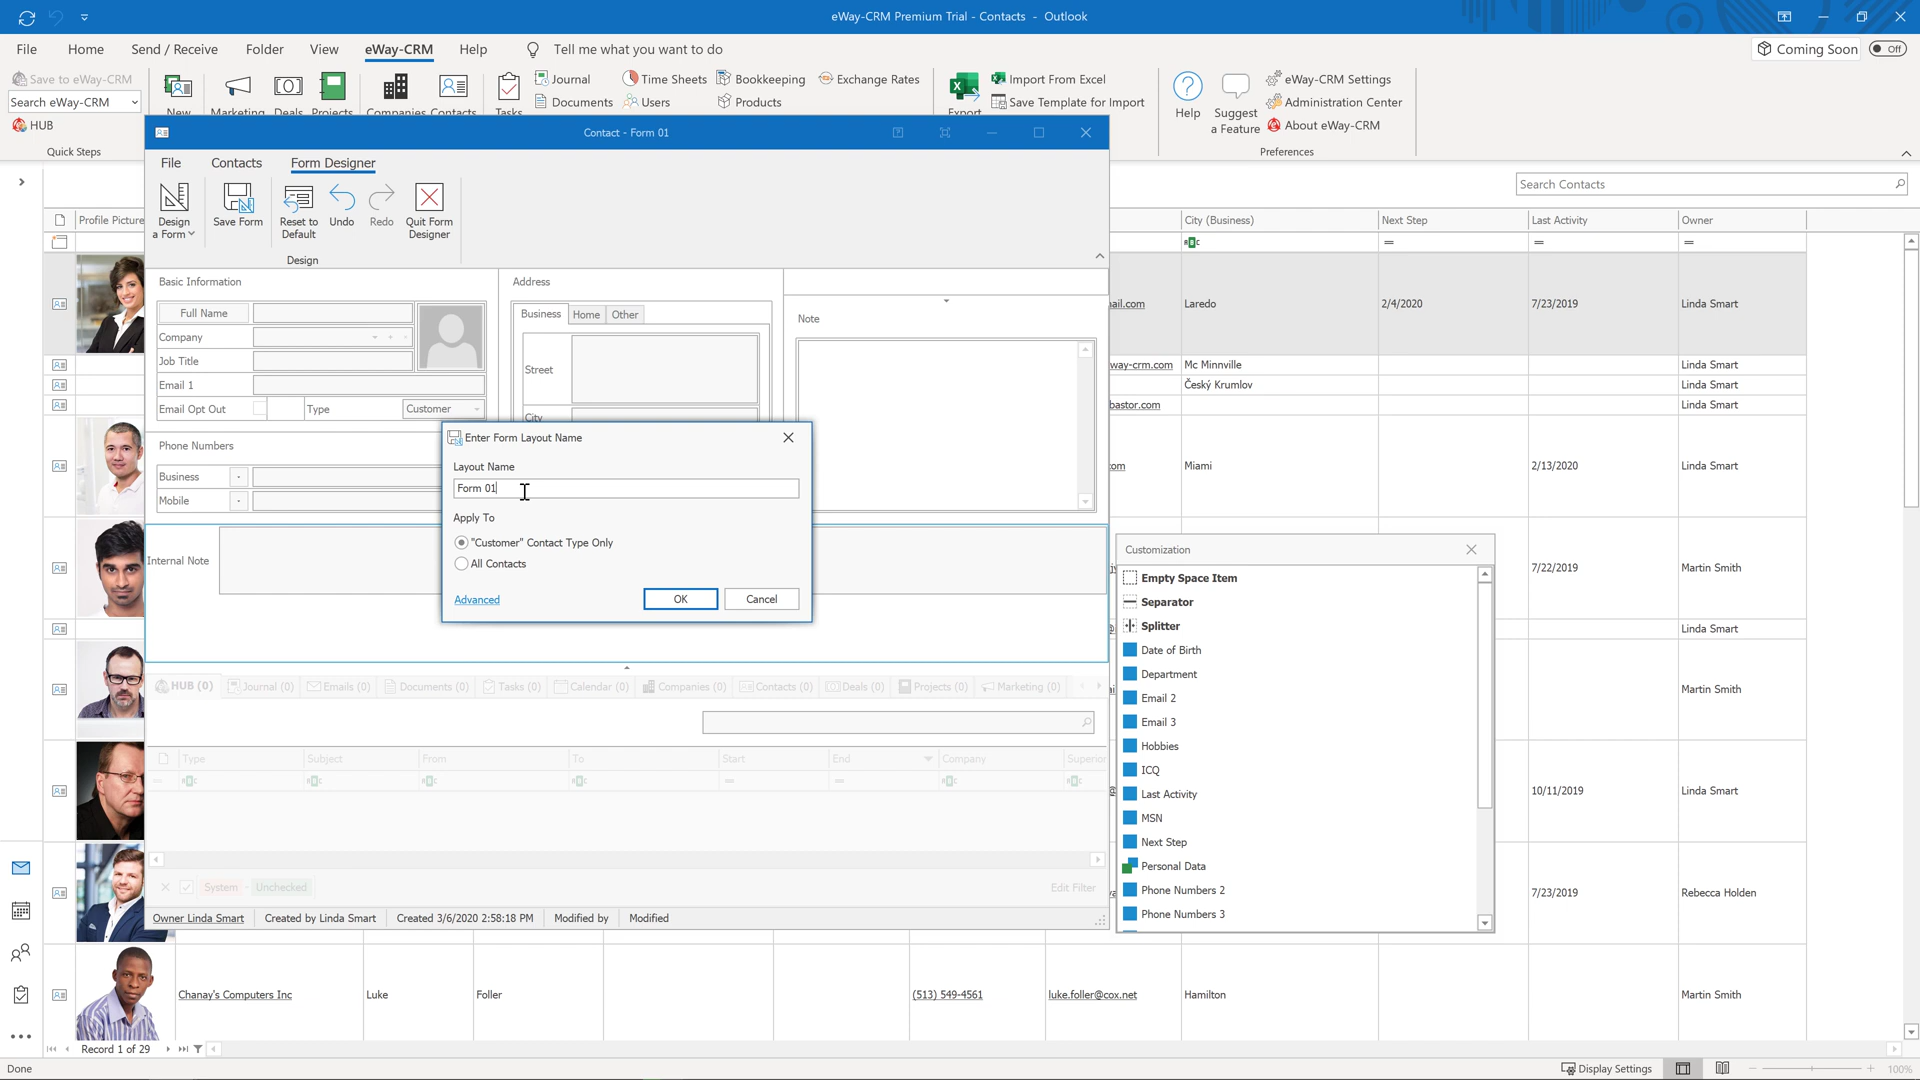 eWay-CRM Premium Trial - Contacts - Outlook
File Home Send / Receive Folder View eWay-CRM Help Tell me what you want to do Coming Soon Off
Save to eWay-CRM
Search eWay-CRM
HUB
Quick Steps
New Marketing Deals Projects Companies Contacts Tasks
Journal Time Sheets Bookkeeping Exchange Rates
Documents Users Products
Export
Import From Excel
Save Template for Import
Help
Suggest
a Feature
eWay-CRM Settings
Administration Center
About eWay-CRM
Preferences
Contact - Form 01
File Contacts Form Designer
Design
a Form
Save Form
Reset to
Default
Undo
Redo
Quit Form
Designer
Design
Search Contacts
Profile Picture City (Business) Next Step Last Activity Owner
Basic Information
Full Name
Company
Job Title
Email 1
Email Opt Out Type Customer
Phone Numbers
Business
Mobile
Address
Business Home Other
Street
City
Note
Internal Note
Enter Form Layout Name
Layout Name
Form 01
Apply To
"Customer" Contact Type Only
All Contacts
Advanced OK Cancel
HUB (0) Journal (0) Emails (0) Documents (0) Tasks (0) Calendar (0) Companies (0) Contacts (0) Deals (0) Projects (0) Marketing (0)
Type Subject From To Start End Company Superior
System Unchecked Edit Filter
Owner Linda Smart Created by Linda Smart Created 3/6/2020 2:58:18 PM Modified by Modified
ail.com Laredo 2/4/2020 7/23/2019 Linda Smart
way-crm.com Mc Minnville Linda Smart
Český Krumlov Linda Smart
bastor.com Linda Smart
om Miami 2/13/2020 Linda Smart
7/22/2019 Martin Smith
Linda Smart
Martin Smith
10/11/2019 Linda Smart
7/23/2019 Rebecca Holden
Customization
Empty Space Item
Separator
Splitter
Date of Birth
Department
Email 2
Email 3
Hobbies
ICQ
Last Activity
MSN
Next Step
Personal Data
Phone Numbers 2
Phone Numbers 3
Chanay's Computers Inc Luke Foller (513) 549-4561 luke.foller@cox.net Hamilton Martin Smith
Record 1 of 29
Done Display Settings 100%